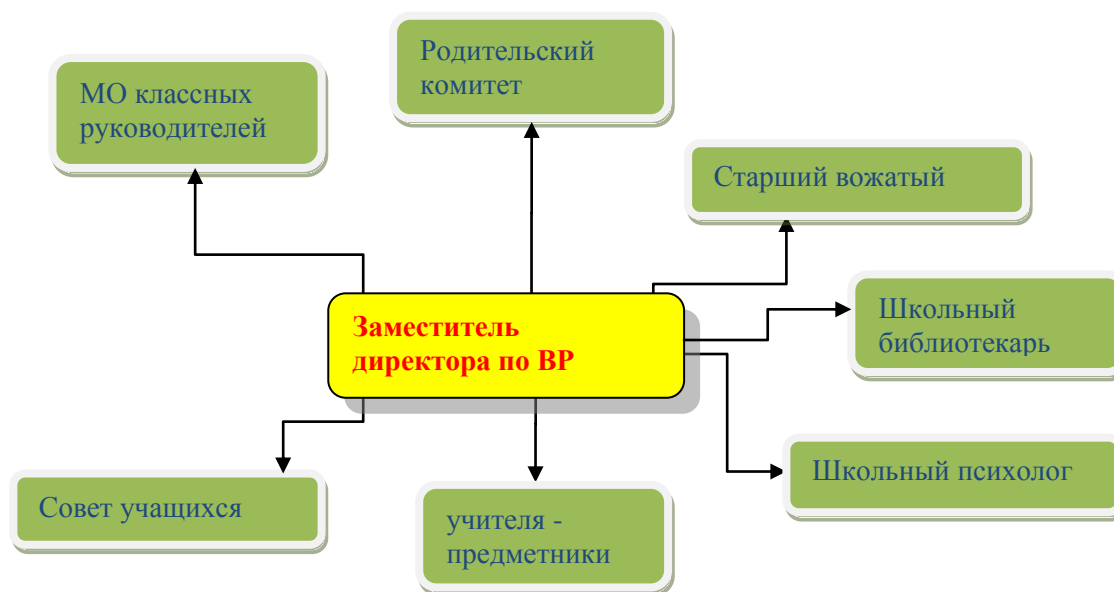 Родительский
комитет
МО классных
руководителей
Старший вожатый
Школьный
библиотекарь
Заместитель
директора по ВР
Школьный психолог
Совет учащихся
учителя -
предметники